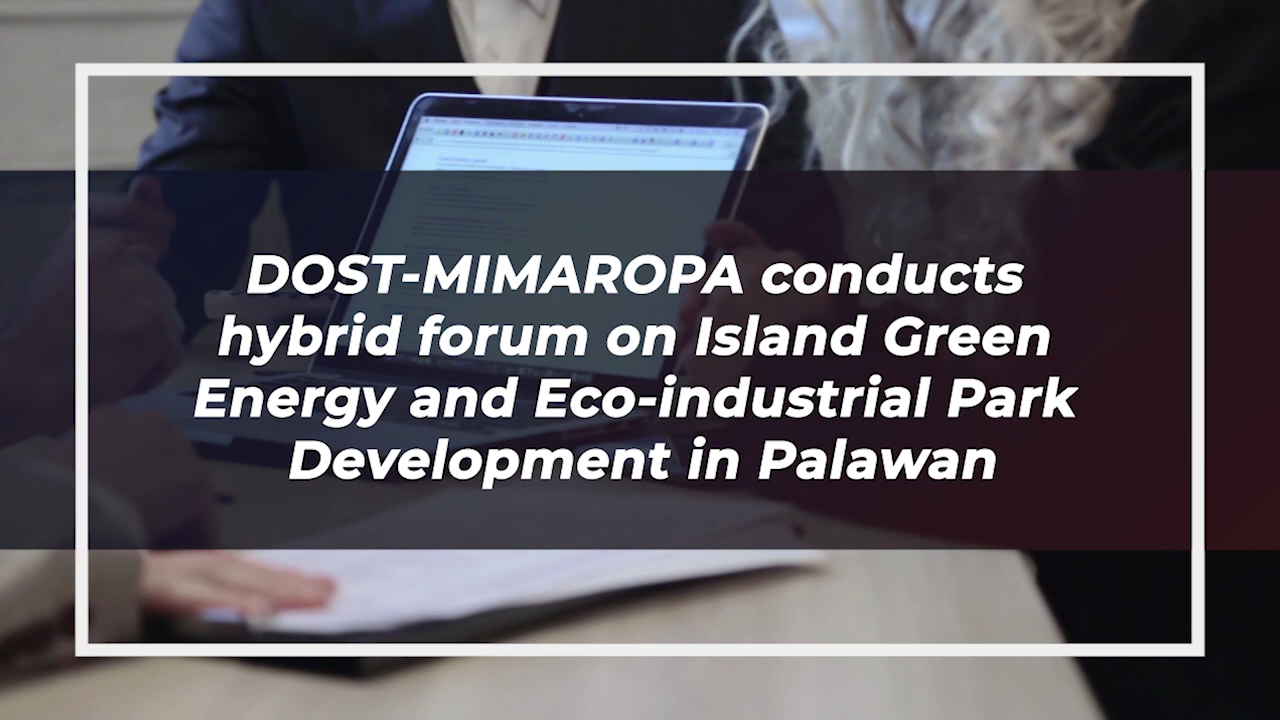 DOST-MIMAROPA conducts
hybrid forum on Island Green
Energy and Eco-industrial Park
Development in Palawan